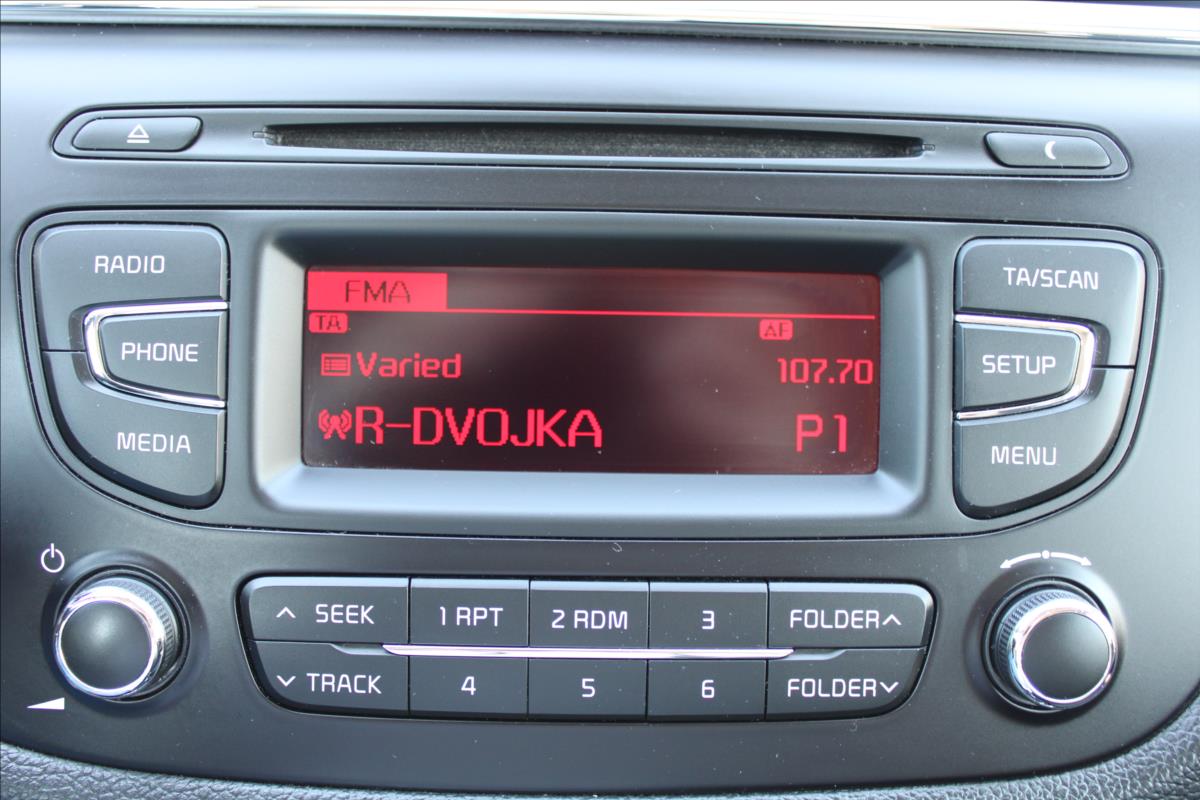 RADIO
PHONE
MEDIA
FMA
TA
AF
Varied
107.70
R-DVOJKA
P1
TA/SCAN
SETUP
MENU
SEEK
1 RPT
2 RDM
3
FOLDER
TRACK
4
5
6
FOLDER